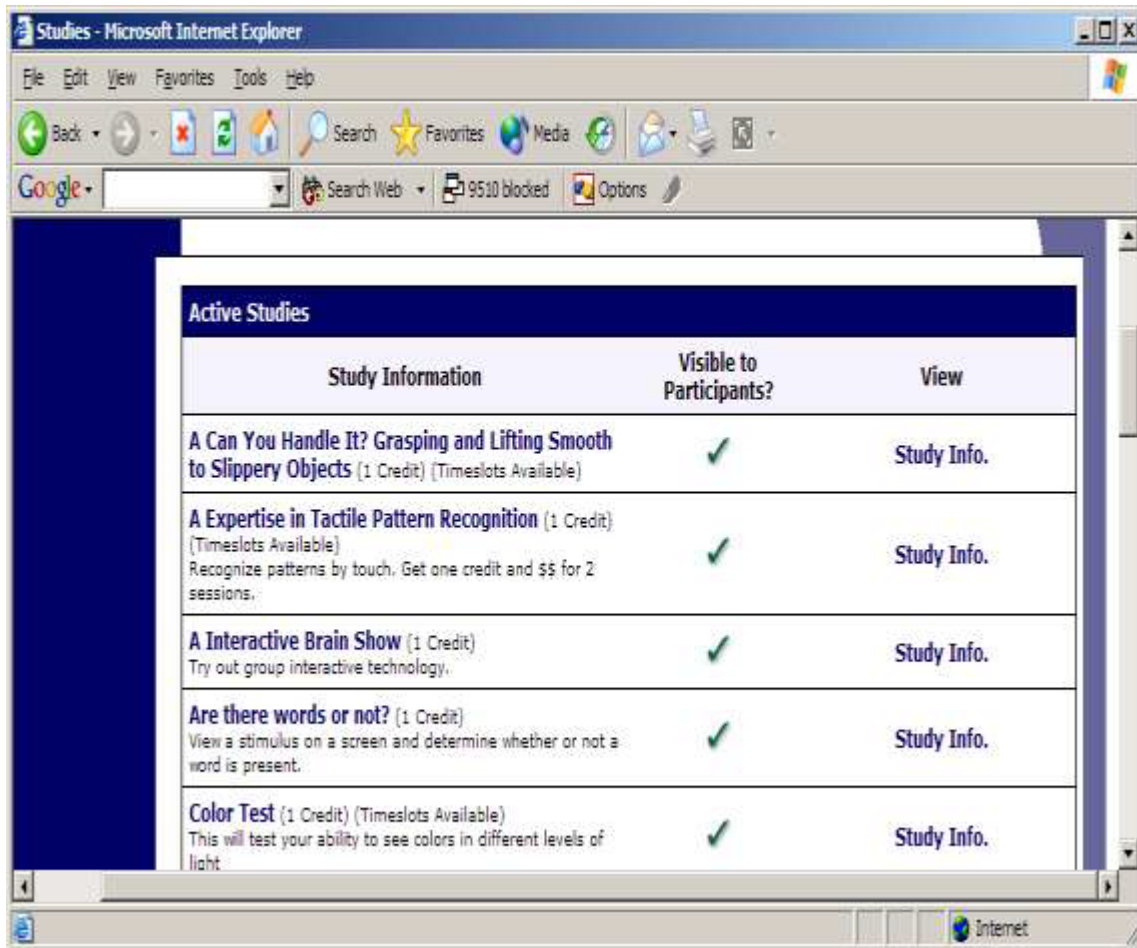 Studies - Microsoft Internet Explorer
File Edit View Favorites Tools Help
Back Search Favorites Media
Google Search Web 9510 blocked Options
Active Studies
Study Information Visible to Participants? View
A Can You Handle It? Grasping and Lifting Smooth
to Slippery Objects (1 Credit) (Timeslots Available)
Study Info.
A Expertise in Tactile Pattern Recognition (1 Credit)
(Timeslots Available)
Recognize patterns by touch. Get one credit and $$ for 2
sessions.
Study Info.
A Interactive Brain Show (1 Credit)
Try out group interactive technology.
Study Info.
Are there words or not? (1 Credit)
View a stimulus on a screen and determine whether or not a
word is present.
Study Info.
Color Test (1 Credit) (Timeslots Available)
This will test your ability to see colors in different levels of
light
Study Info.
Internet